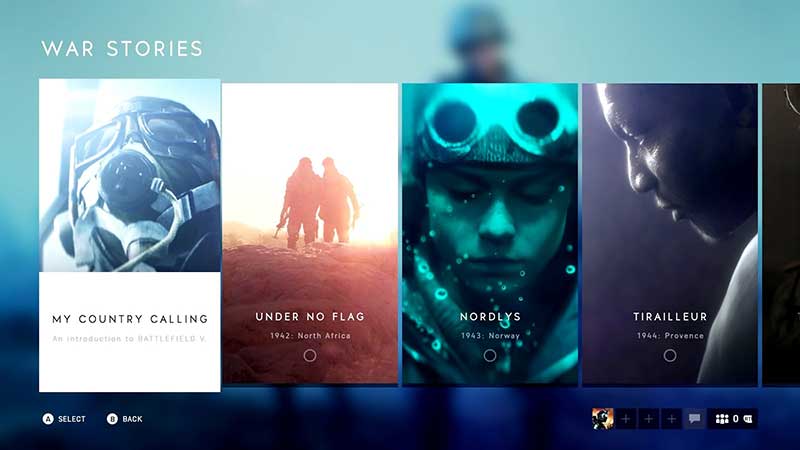 WAR STORIES
MY COUNTRY CALLING
An introduction to BATTLEFIELD V.
UNDER NO FLAG
1942: North Africa
NORDLYS
1943: Norway
TIRAILLEUR
1944: Provence
A SELECT
B BACK
0